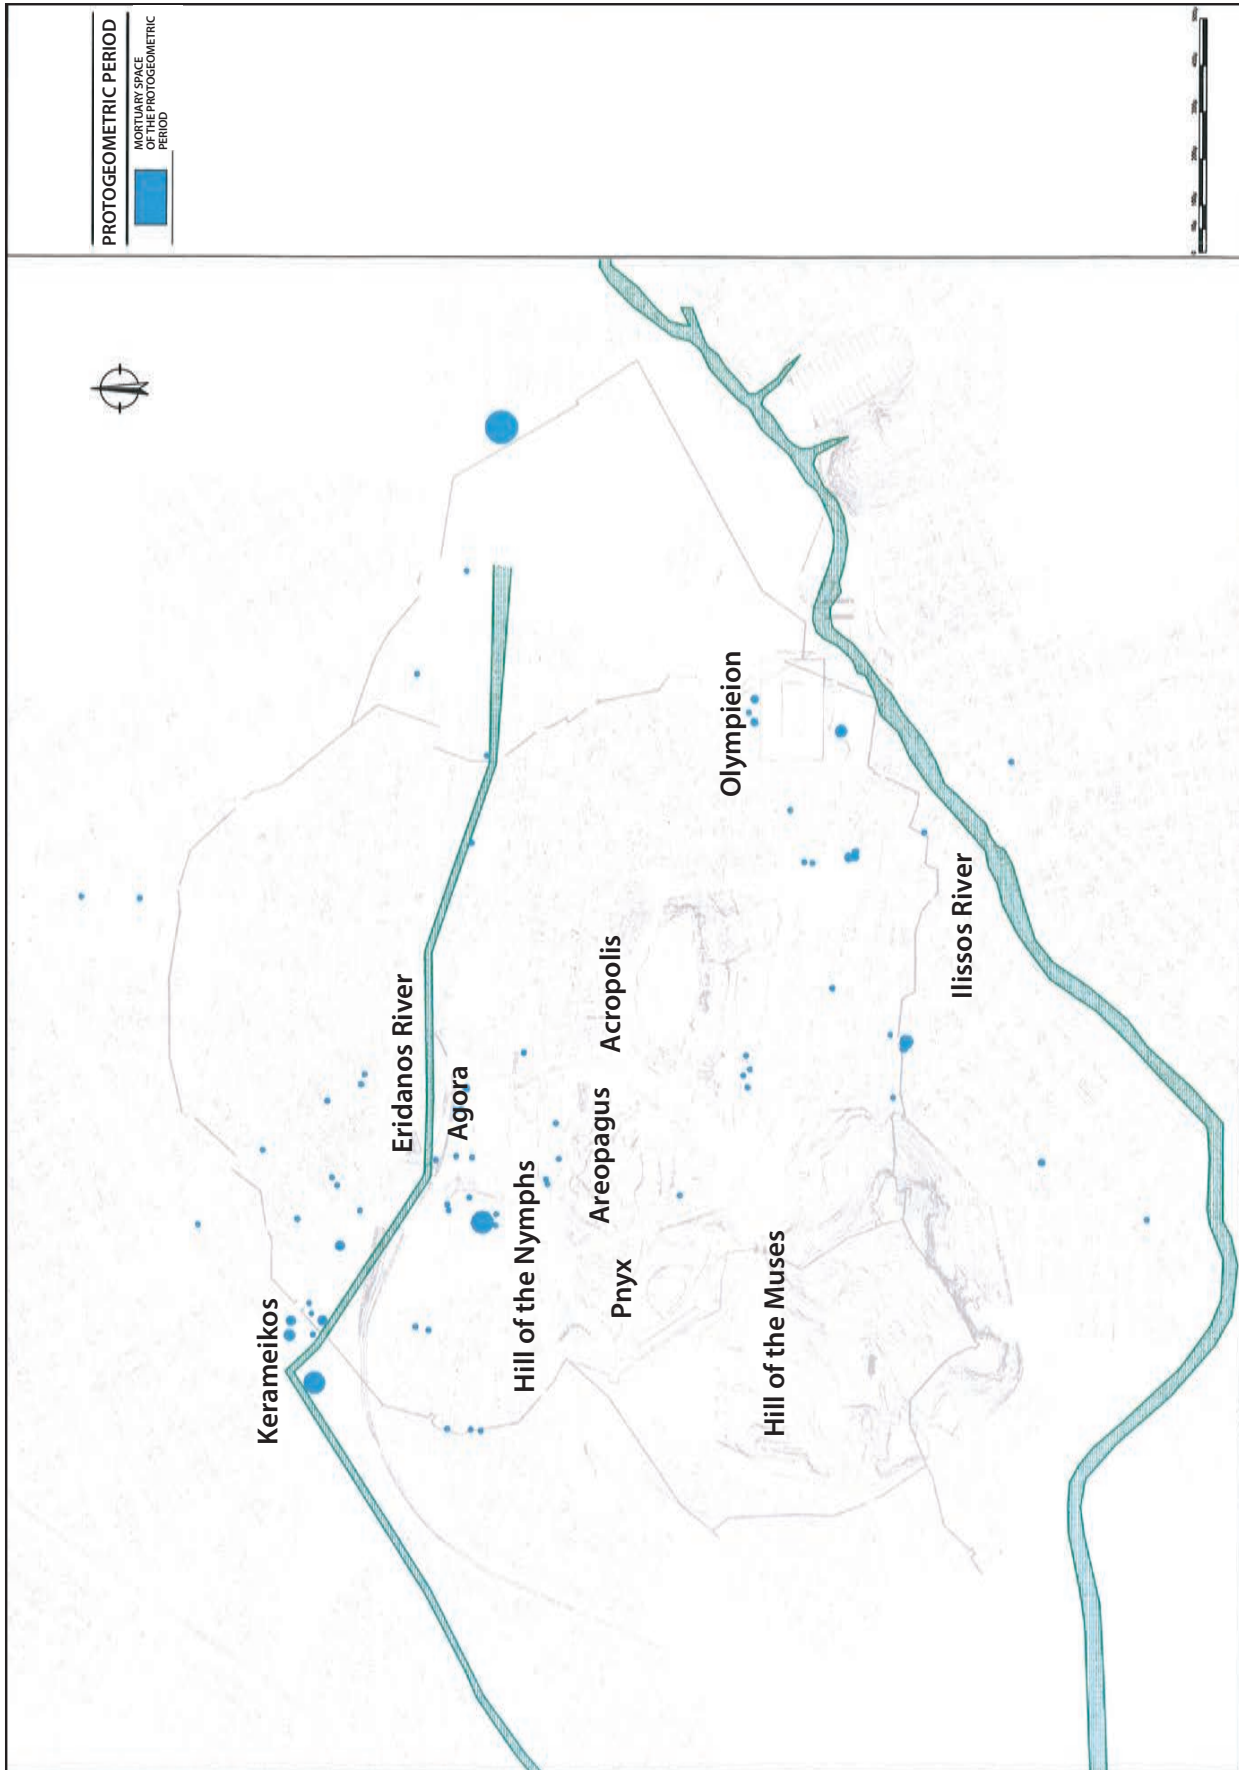 PROTOGEOMETRIC PERIOD
MORTUARY SPACE
OF THE PROTOGEOMETRIC
PERIOD
Kerameikos
Eridanos River
Agora
Hill of the Nymphs
Areopagus
Acropolis
Pnyx
Olympieion
Hill of the Muses
Ilissos River